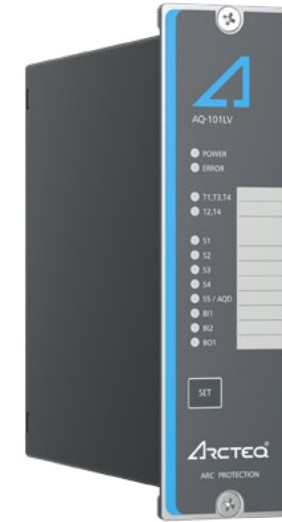 AQ-101LV
POWER
ERROR
T1,T3,T4
T2,T4
S1
S2
S3
S4
S5 / AQD
BI1
BI2
BO1
SET
ARCTEQ
ARC PROTECTION